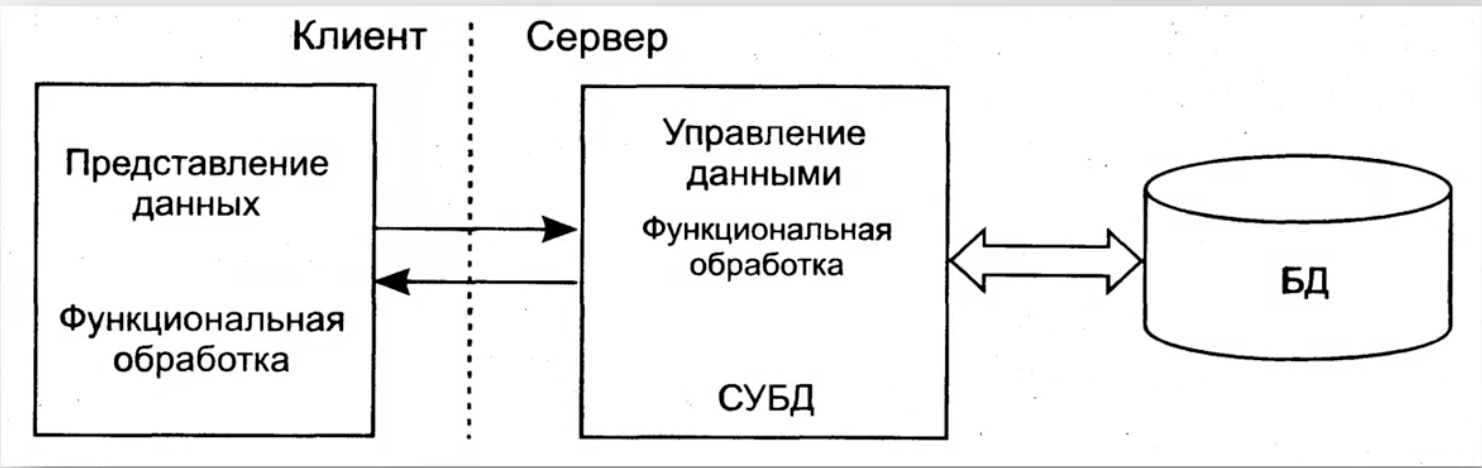 Клиент
Сервер
Представление
данных
Функциональная
обработка
Управление
данными
Функциональная
обработка
СУБД
БД